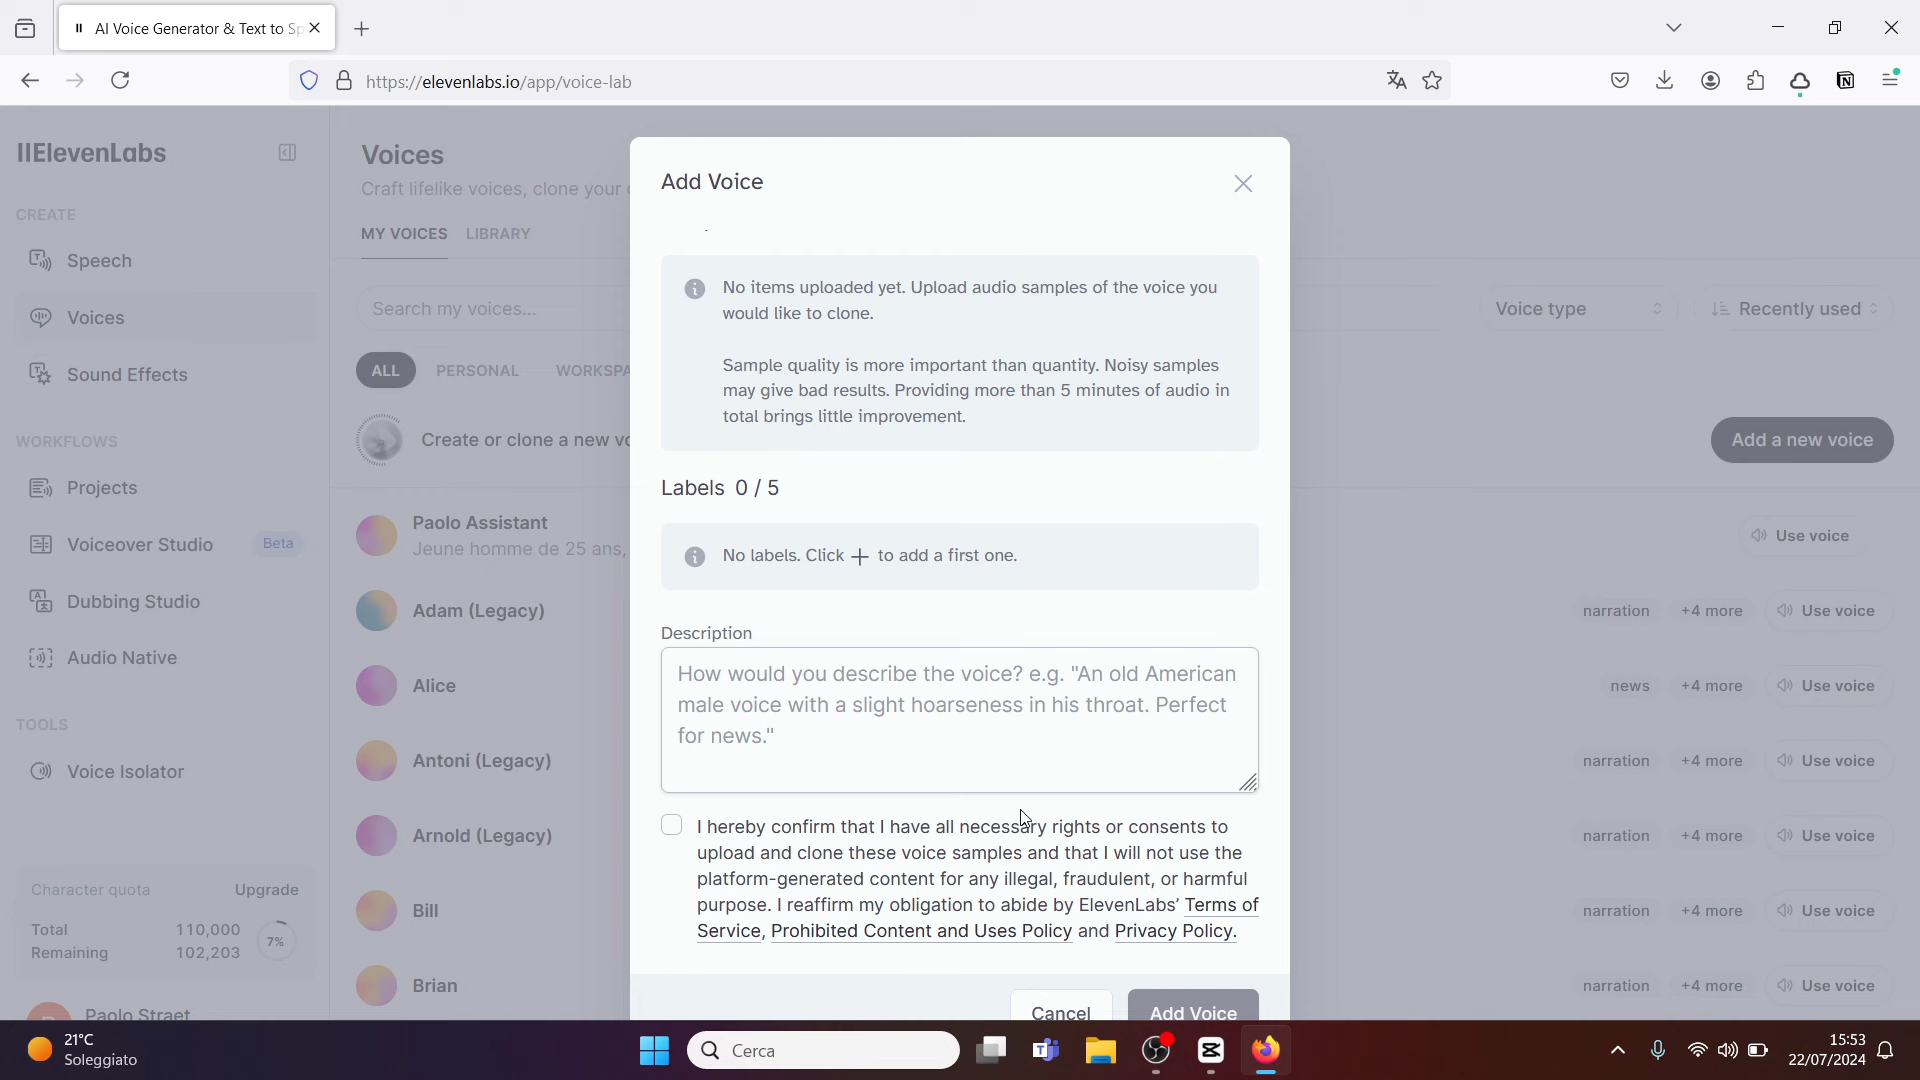 AI Voice Generator & Text to Sp
https://elevenlabs.io/app/voice-lab
IIElevenLabs
CREATE
Speech
Voices
Sound Effects
WORKFLOWS
Projects
Voiceover Studio Beta
Dubbing Studio
Audio Native
TOOLS
Voice Isolator
Character quota Upgrade
Total 110,000
Remaining 102,203
7%
Paolo Straet
Voices
Craft lifelike voices, clone your
MY VOICES LIBRARY
Search my voices...
Voice type
Recently used
ALL PERSONAL WORKSPA
Create or clone a new vo
Add a new voice
Paolo Assistant
Jeune homme de 25 ans,
Use voice
Adam (Legacy) narration +4 more Use voice
Alice news +4 more Use voice
Antoni (Legacy) narration +4 more Use voice
Arnold (Legacy) narration +4 more Use voice
Bill narration +4 more Use voice
Brian narration +4 more Use voice
Add Voice
No items uploaded yet. Upload audio samples of the voice you
would like to clone.
Sample quality is more important than quantity. Noisy samples
may give bad results. Providing more than 5 minutes of audio in
total brings little improvement.
Labels 0 / 5
No labels. Click + to add a first one.
Description
How would you describe the voice? e.g. "An old American
male voice with a slight hoarseness in his throat. Perfect
for news."
I hereby confirm that I have all necessary rights or consents to
upload and clone these voice samples and that I will not use the
platform-generated content for any illegal, fraudulent, or harmful
purpose. I reaffirm my obligation to abide by ElevenLabs' Terms of
Service, Prohibited Content and Uses Policy and Privacy Policy.
Cancel Add Voice
21°C
Soleggiato
Cerca
15:53
22/07/2024